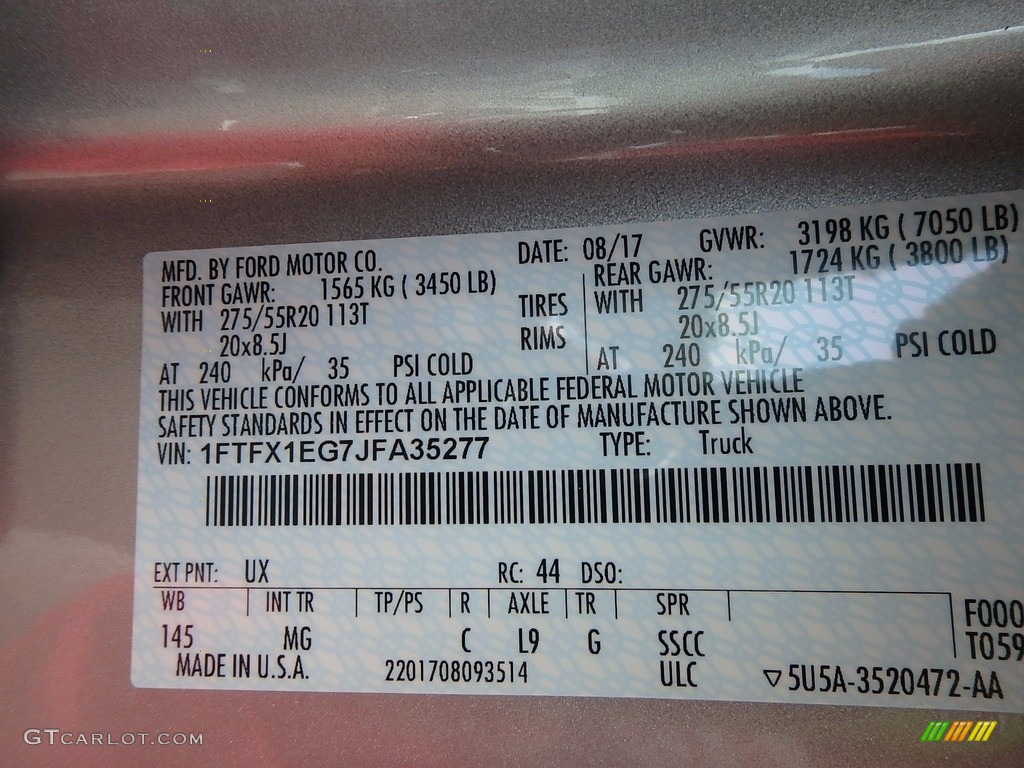 MFD. BY FORD MOTOR CO. DATE: 08/17 GVWR: 3198 KG ( 7050 LB)
FRONT GAWR: 1565 KG ( 3450 LB) REAR GAWR: 1724 KG ( 3800 LB)
WITH 275/55R20 113T TIRES WITH 275/55R20 113T
20x8.5J RIMS 20x8.5J
AT 240 kPa/ 35 PSI COLD AT 240 kPa/ 35 PSI COLD
THIS VEHICLE CONFORMS TO ALL APPLICABLE FEDERAL MOTOR VEHICLE
SAFETY STANDARDS IN EFFECT ON THE DATE OF MANUFACTURE SHOWN ABOVE.
VIN: 1FTFX1EG7JFA35277 TYPE: Truck
EXT PNT: UX RC: 44 DSO:
WB INT TR TP/PS R AXLE TR SPR F000
145 MG C L9 G SSCC T059
MADE IN U.S.A. 2201708093514 ULC ▽5U5A-3520472-AA
GTCARLOT.COM